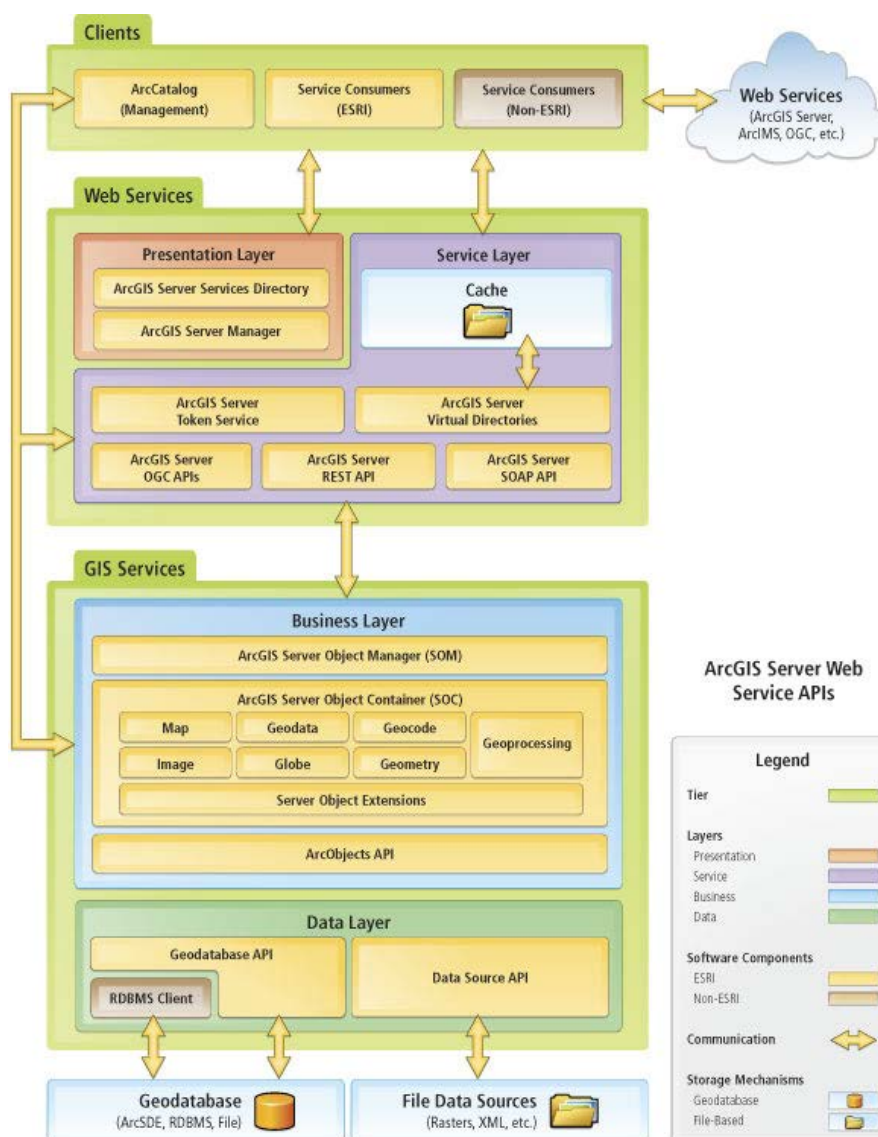 Clients
ArcCatalog
(Management)
Service Consumers
(ESRI)
Service Consumers
(Non-ESRI)
Web Services
(ArcGIS Server,
ArcIMS, OGC, etc.)
Web Services
Presentation Layer
ArcGIS Server Services Directory
ArcGIS Server Manager
Service Layer
Cache
ArcGIS Server
Token Service
ArcGIS Server
Virtual Directories
ArcGIS Server
OGC APIs
ArcGIS Server
REST API
ArcGIS Server
SOAP API
GIS Services
Business Layer
ArcGIS Server Object Manager (SOM)
ArcGIS Server Object Container (SOC)
Map
Geodata
Geocode
Geoprocessing
Image
Globe
Geometry
Server Object Extensions
ArcObjects API
Data Layer
Geodatabase API
RDBMS Client
Data Source API
Geodatabase
(ArcSDE, RDBMS, File)
File Data Sources
(Rasters, XML, etc.)
ArcGIS Server Web
Service APIs
Legend
Tier
Layers
Presentation
Service
Business
Data
Software Components
ESRI
Non-ESRI
Communication
Storage Mechanisms
Geodatabase
File-Based